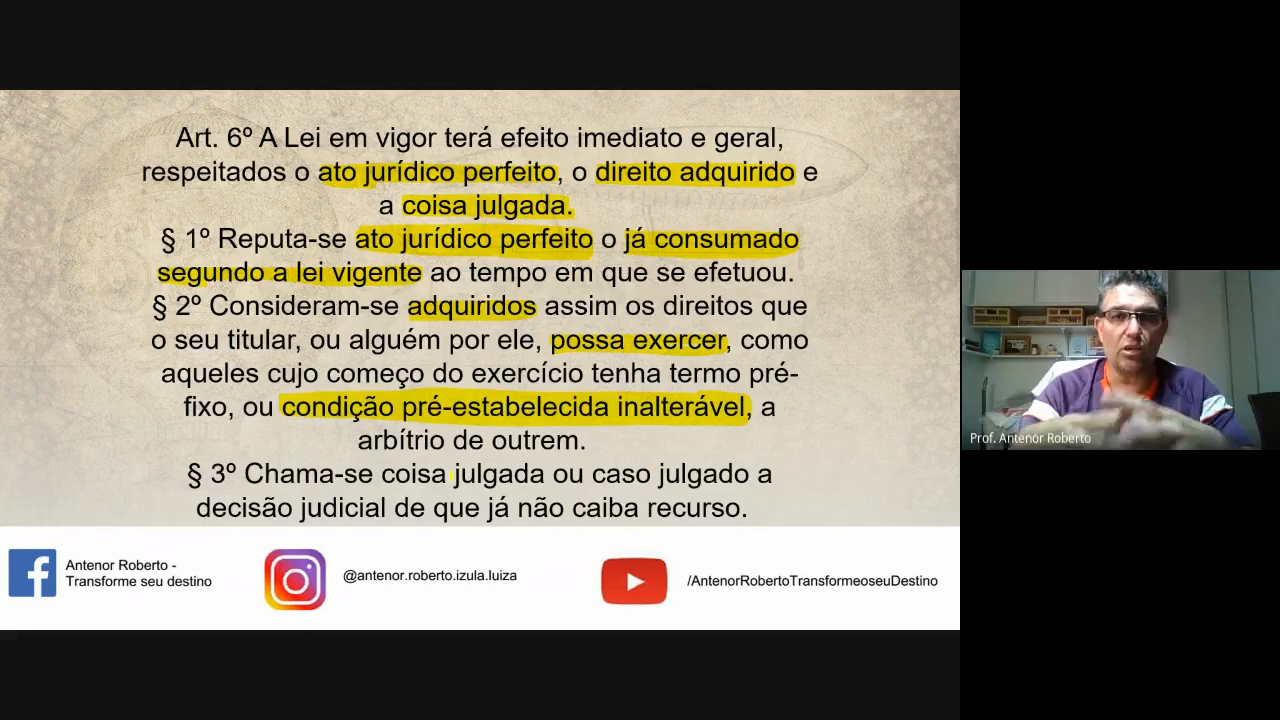 Art. 6º A Lei em vigor terá efeito imediato e geral,
respeitados o ato jurídico perfeito, o direito adquirido e
a coisa julgada.
§ 1º Reputa-se ato jurídico perfeito o já consumado
segundo a lei vigente ao tempo em que se efetuou.
§ 2º Consideram-se adquiridos assim os direitos que
o seu titular, ou alguém por ele, possa exercer, como
aqueles cujo começo do exercício tenha termo pré-
fixo, ou condição pré-estabelecida inalterável, a
arbítrio de outrem.
§ 3º Chama-se coisa julgada ou caso julgado a
decisão judicial de que já não caiba recurso.
Antenor Roberto -
Transforme seu destino
@antenor.roberto.izula.luiza
/AntenorRobertoTransformeoseuDestino
Prof. Antenor Roberto